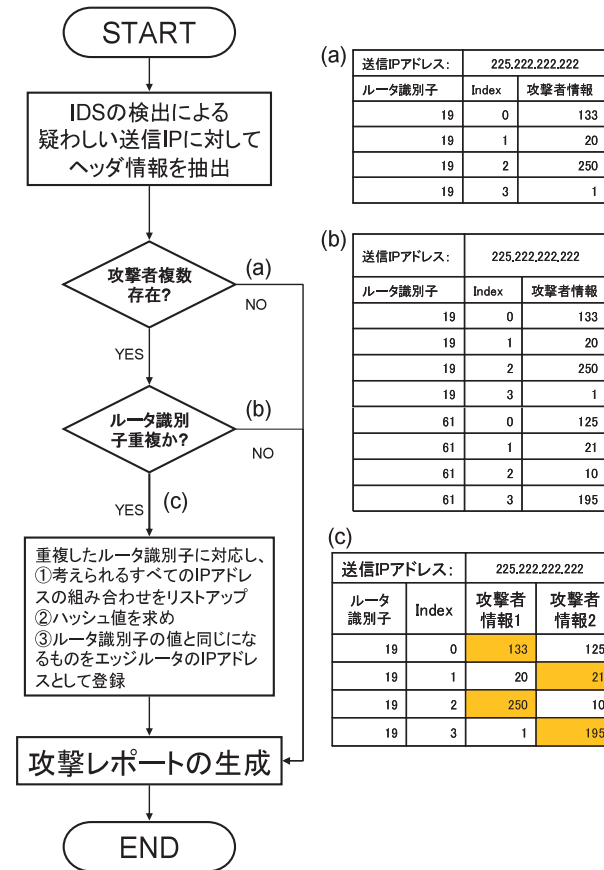 START
IDSの検出による
疑わしい送信IPに対して
ヘッダ情報を抽出
攻撃者複数
存在?
(a)
NO
YES
ルータ識別
子重複か?
(b)
NO
YES
(c)
重複したルータ識別子に対応し、
①考えられるすべてのIPアドレ
スの組み合わせをリストアップ
②ハッシュ値を求め
③ルータ識別子の値と同じにな
るものをエッジルータのIPアドレ
スとして登録
攻撃レポートの生成
END
(a)
送信IPアドレス: 225.222.222.222
ルータ識別子 Index 攻撃者情報
19 0 133
19 1 20
19 2 250
19 3 1
(b)
送信IPアドレス: 225.222.222.222
ルータ識別子 Index 攻撃者情報
19 0 133
19 1 20
19 2 250
19 3 1
61 0 125
61 1 21
61 2 10
61 3 195
(c)
送信IPアドレス: 225.222.222.222
ルータ 攻撃者 攻撃者
識別子 Index 情報1 情報2
19 0 133 125
19 1 20 21
19 2 250 10
19 3 1 195